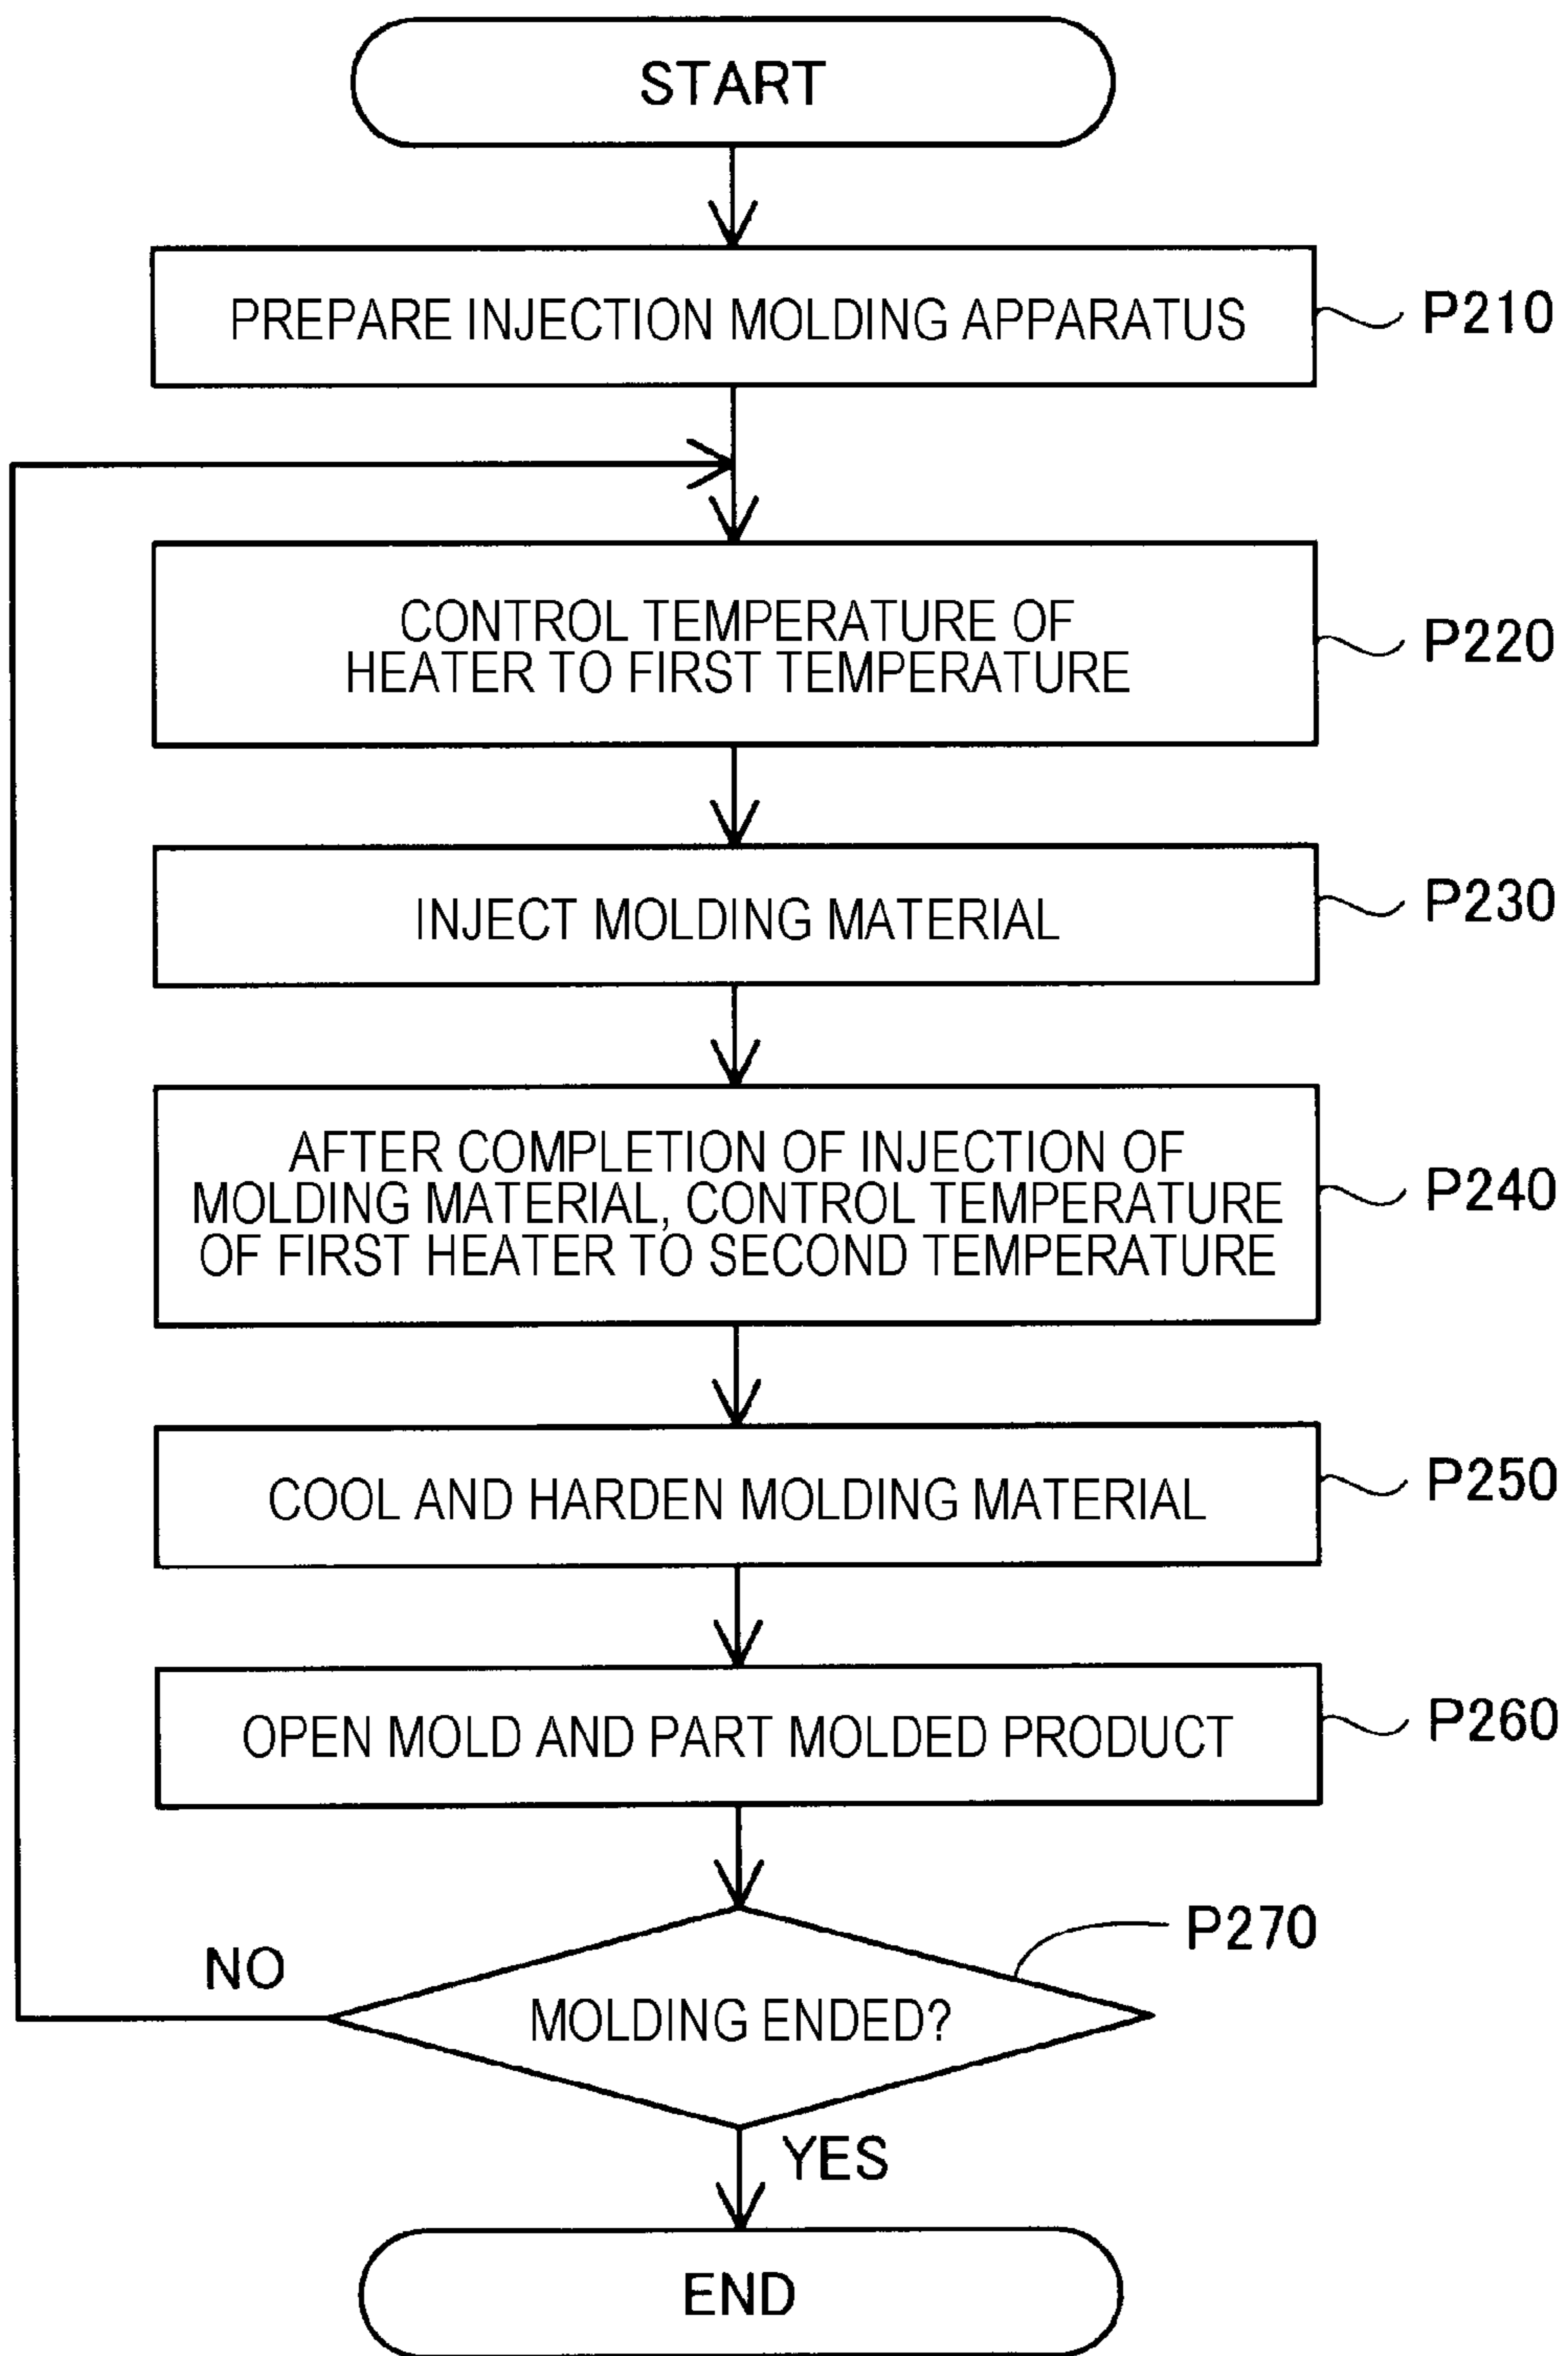 START
PREPARE INJECTION MOLDING APPARATUS
P210
CONTROL TEMPERATURE OF
HEATER TO FIRST TEMPERATURE
P220
INJECT MOLDING MATERIAL
P230
AFTER COMPLETION OF INJECTION OF
MOLDING MATERIAL, CONTROL TEMPERATURE
OF FIRST HEATER TO SECOND TEMPERATURE
P240
COOL AND HARDEN MOLDING MATERIAL
P250
OPEN MOLD AND PART MOLDED PRODUCT
P260
P270
NO
MOLDING ENDED?
YES
END